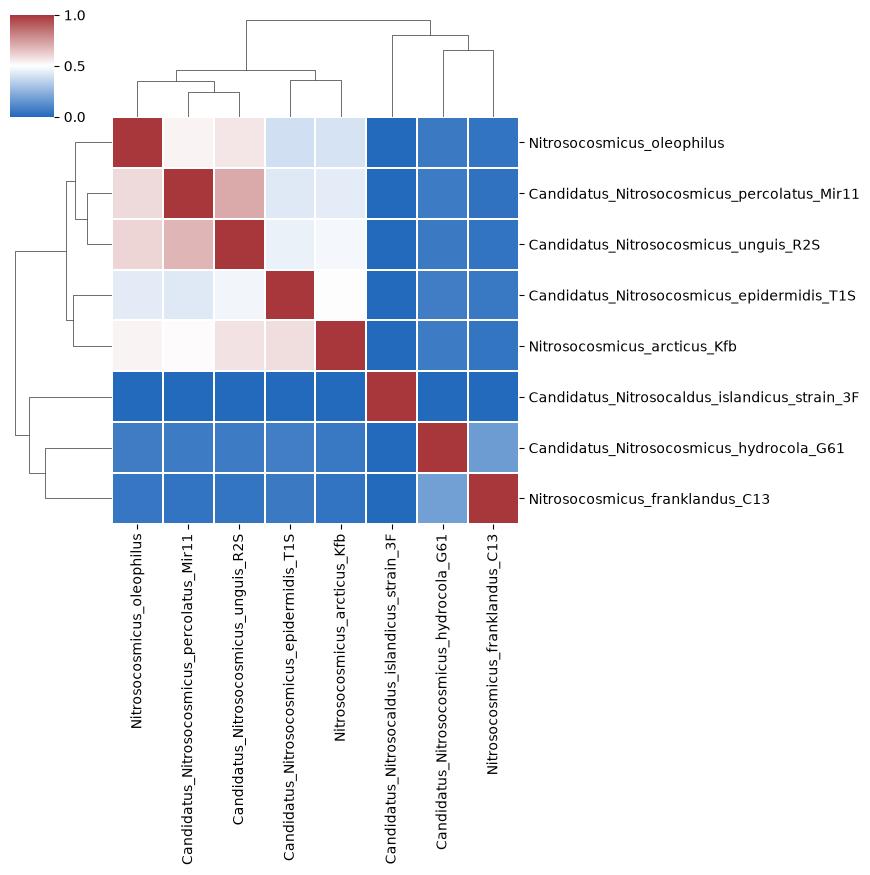 1.0
0.5
0.0
Nitrosocosmicus_oleophilus
Candidatus_Nitrosocosmicus_percolatus_Mir11
Candidatus_Nitrosocosmicus_unguis_R2S
Candidatus_Nitrosocosmicus_epidermidis_T1S
Nitrosocosmicus_arcticus_Kfb
Candidatus_Nitrosocaldus_islandicus_strain_3F
Candidatus_Nitrosocosmicus_hydrocola_G61
Nitrosocosmicus_franklandus_C13
Nitrosocosmicus_oleophilus
Candidatus_Nitrosocosmicus_percolatus_Mir11
Candidatus_Nitrosocosmicus_unguis_R2S
Candidatus_Nitrosocosmicus_epidermidis_T1S
Nitrosocosmicus_arcticus_Kfb
Candidatus_Nitrosocaldus_islandicus_strain_3F
Candidatus_Nitrosocosmicus_hydrocola_G61
Nitrosocosmicus_franklandus_C13